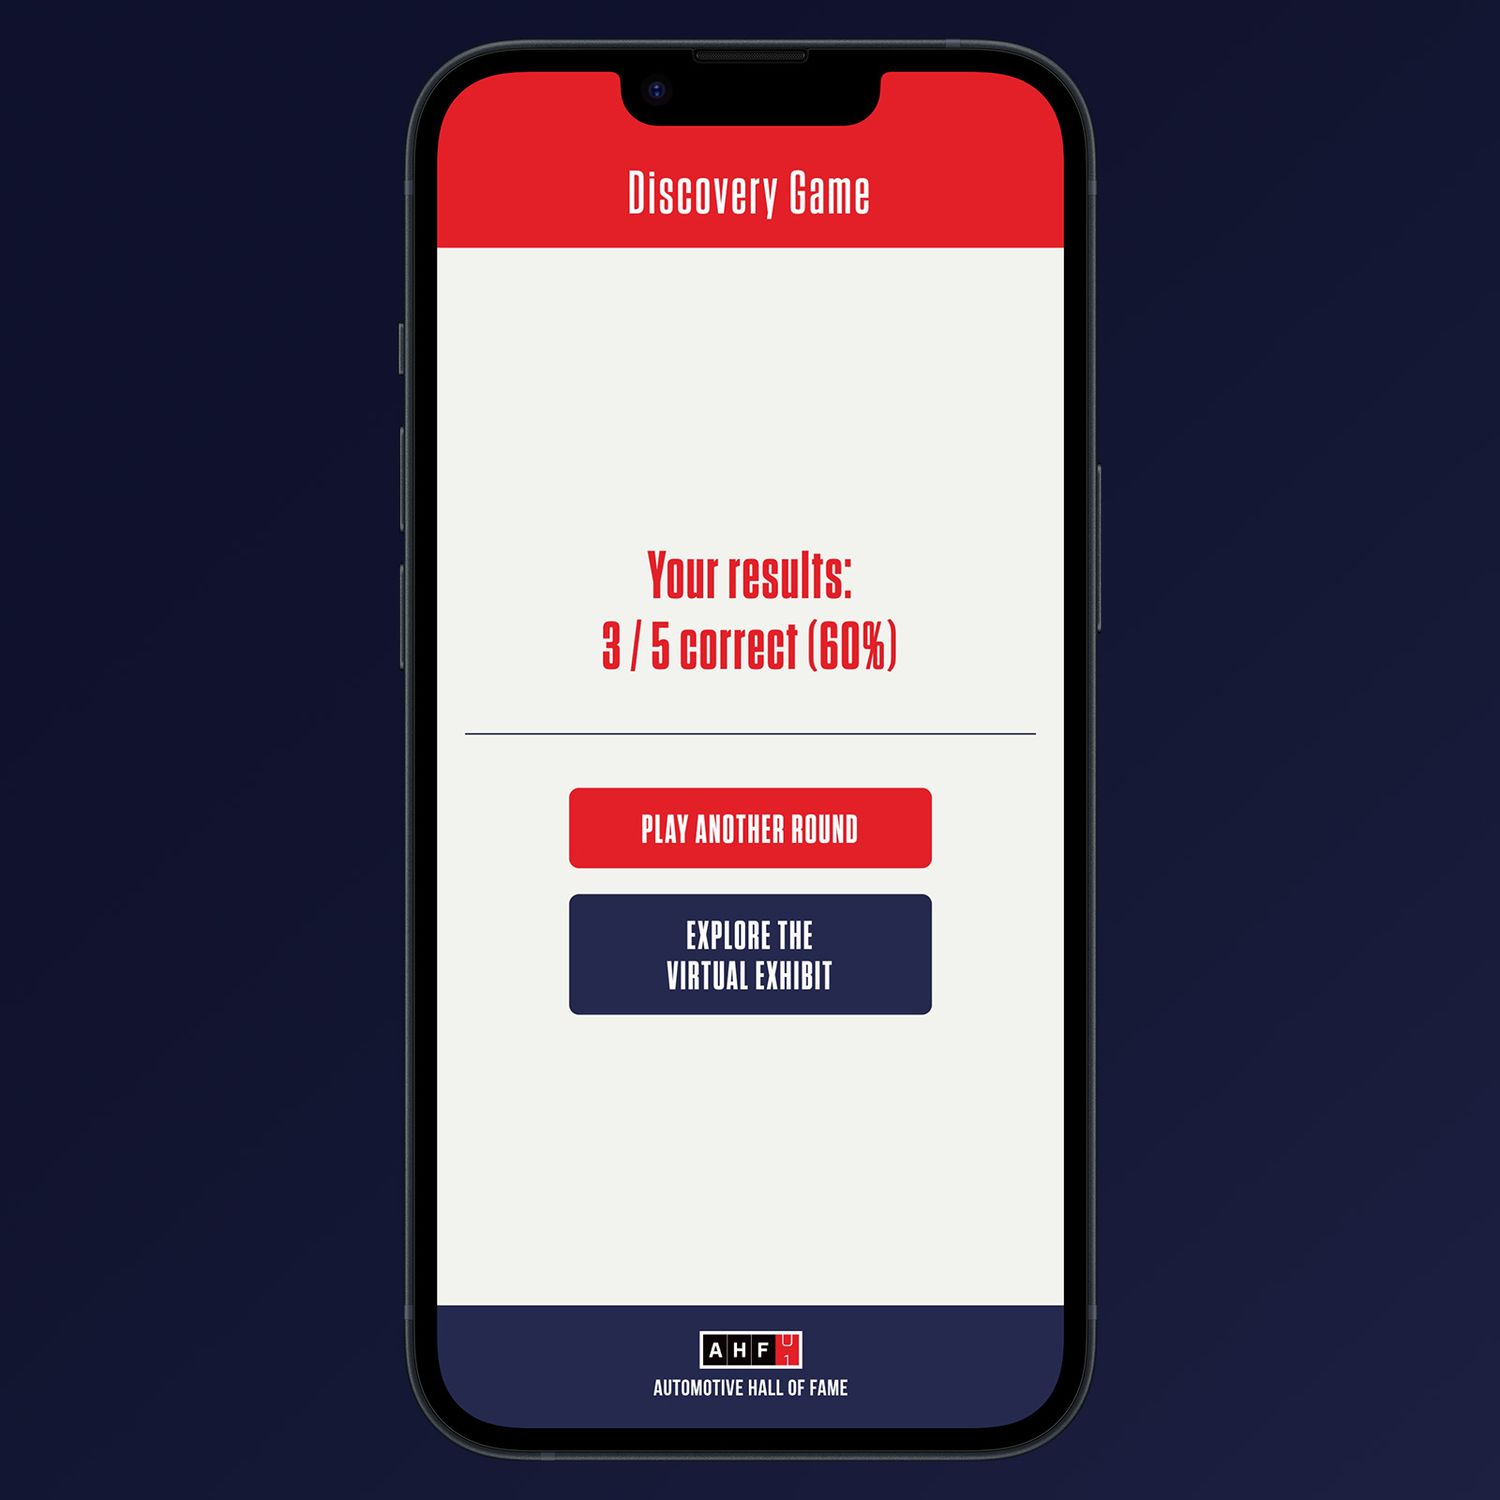 Discovery Game
Your results:
3 / 5 correct (60%)
PLAY ANOTHER ROUND
EXPLORE THE
VIRTUAL EXHIBIT
AHF
AUTOMOTIVE HALL OF FAME